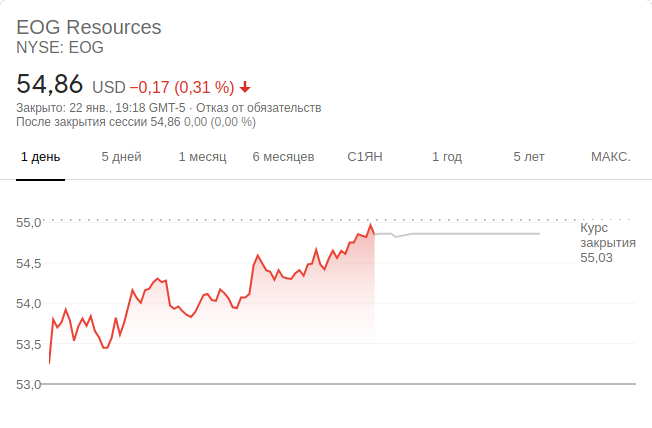 EOG Resources
NYSE: EOG
54,86 USD −0,17 (0,31 %)
Закрыто: 22 янв., 19:18 GMT-5 · Отказ от обязательств
После закрытия сессии 54,86 0,00 (0,00 %)
1 день 5 дней 1 месяц 6 месяцев С1ЯН 1 год 5 лет МАКС.
55,0
Курс
закрытия
55,03
54,5
54,0
53,5
53,0